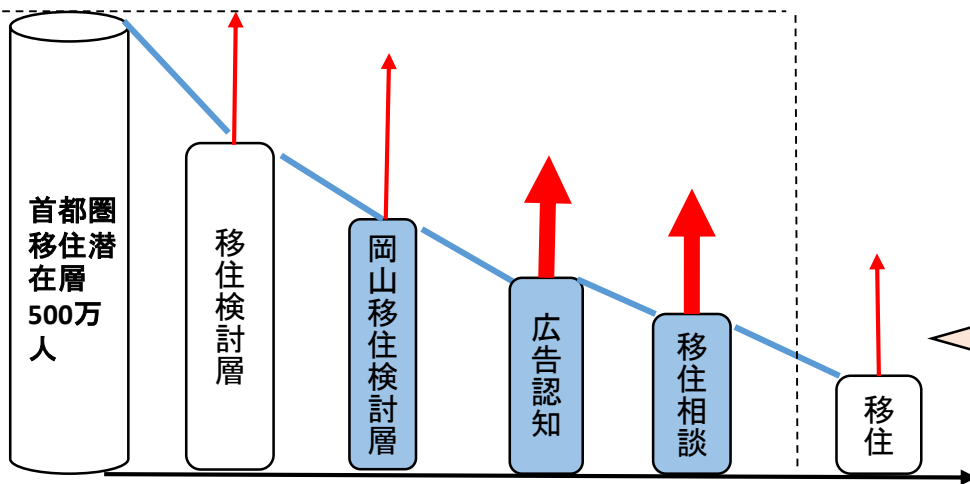 首都圏
移住潜
在層
500万
人
移住検討層
岡山移住検討層
広告認知
移住相談
移住